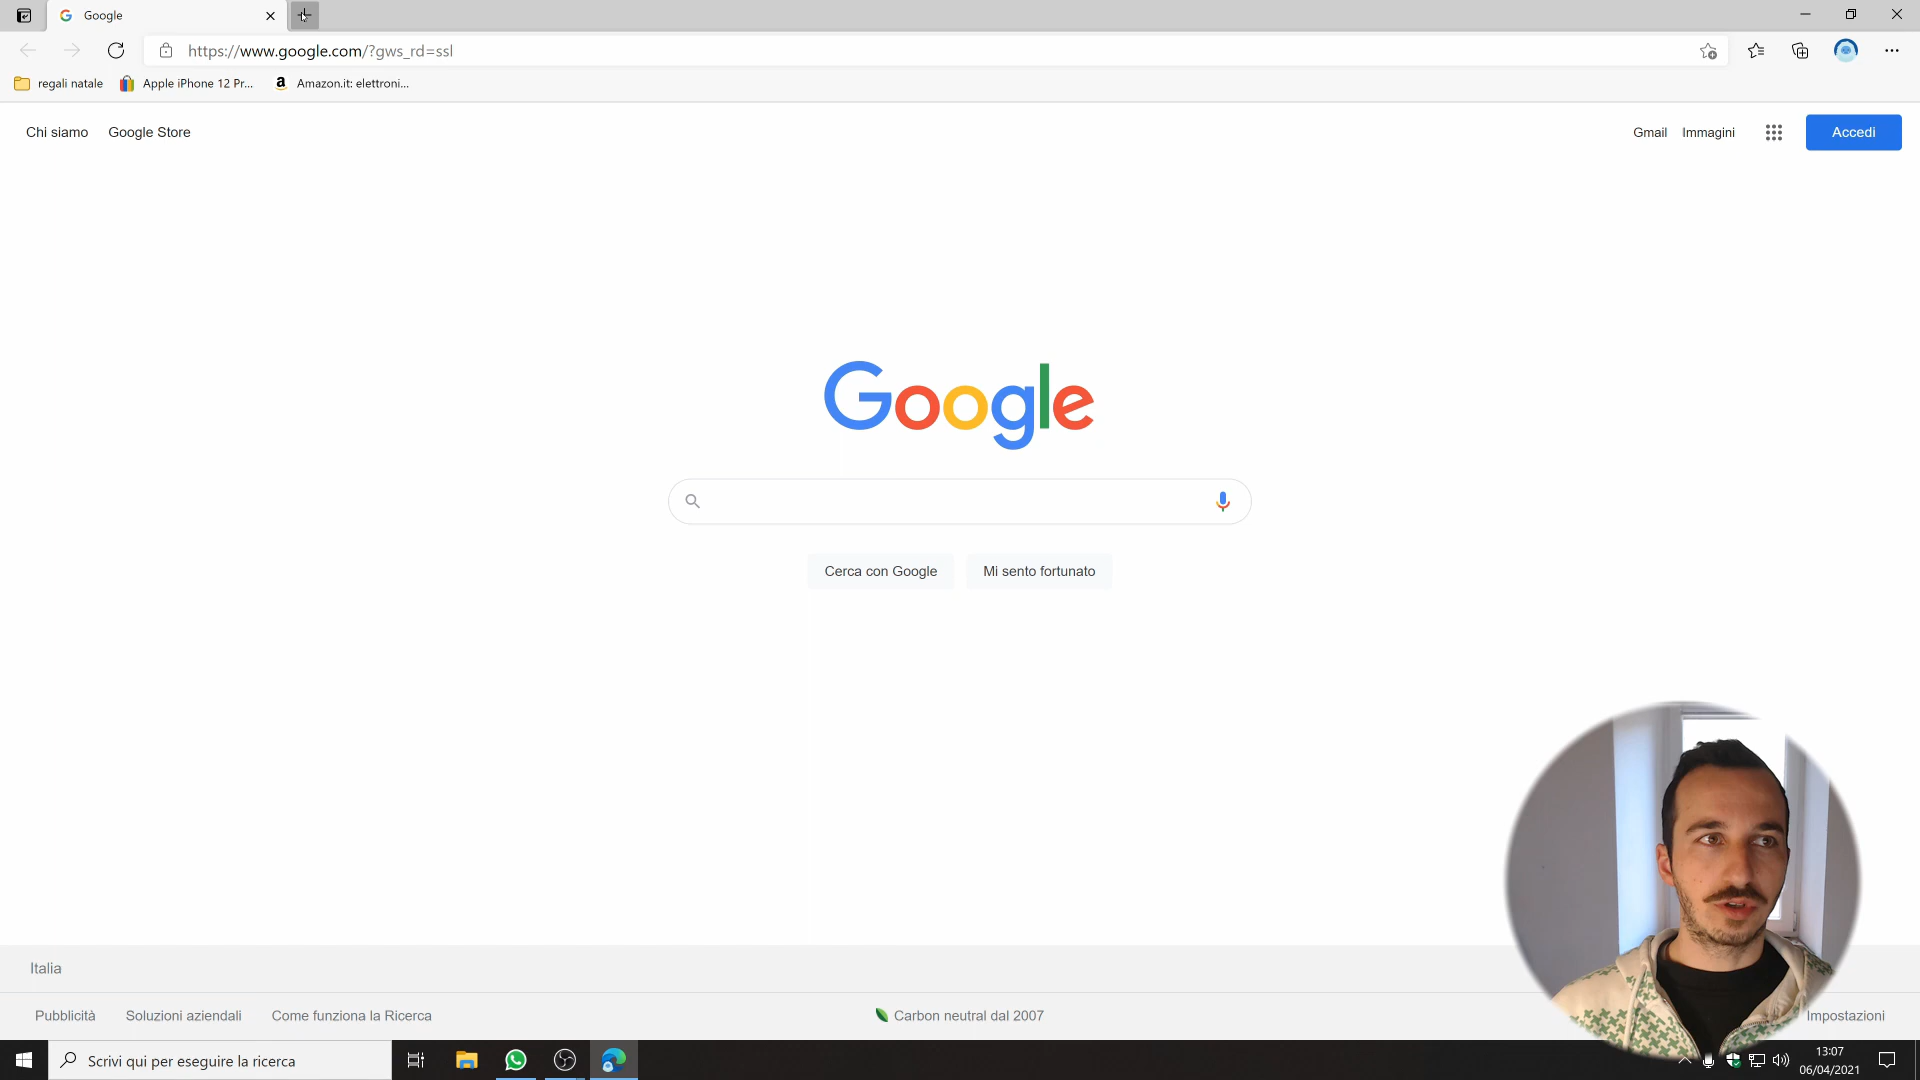 Google
https://www.google.com/?gws_rd=ssl
regali natale
Apple iPhone 12 Pr...
Amazon.it: elettroni...
Chi siamo
Google Store
Gmail
Immagini
Accedi
Google
Cerca con Google
Mi sento fortunato
Italia
Pubblicità
Soluzioni aziendali
Come funziona la Ricerca
Carbon neutral dal 2007
Impostazioni
Scrivi qui per eseguire la ricerca
13:07
06/04/2021